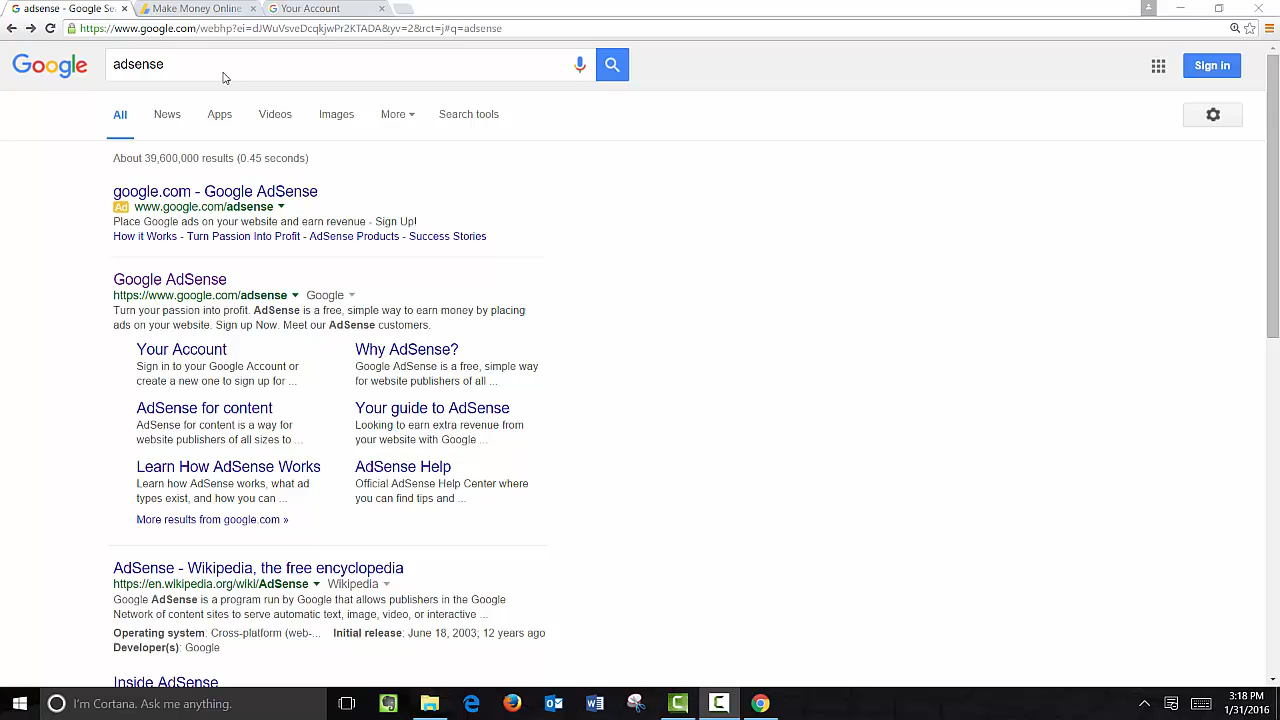 adsense - Google Se
Make Money Online
Your Account
https://www.google.com/webhp?ei=dJWuVsveDcqkjwPr2KTADA&yv=2&rct=j#q=adsense
Google
adsense
Sign in
All
News
Apps
Videos
Images
More
Search tools
About 39,600,000 results (0.45 seconds)
google.com - Google AdSense
Ad www.google.com/adsense
Place Google ads on your website and earn revenue - Sign Up!
How it Works - Turn Passion Into Profit - AdSense Products - Success Stories
Google AdSense
https://www.google.com/adsense Google
Turn your passion into profit. AdSense is a free, simple way to earn money by placing
ads on your website. Sign up Now. Meet our AdSense customers.
Your Account
Sign in to your Google Account or
create a new one to sign up for ...
Why AdSense?
Google AdSense is a free, simple way
for website publishers of all ...
AdSense for content
AdSense for content is a way for
website publishers of all sizes to ...
Your guide to AdSense
Looking to earn extra revenue from
your website with Google ...
Learn How AdSense Works
Learn how AdSense works, what ad
types exist, and how you can ...
AdSense Help
Official AdSense Help Center where
you can find tips and ...
More results from google.com »
AdSense - Wikipedia, the free encyclopedia
https://en.wikipedia.org/wiki/AdSense Wikipedia
Google AdSense is a program run by Google that allows publishers in the Google
Network of content sites to serve automatic text, image, video, or interactive ...
Operating system: Cross-platform (web-... Initial release: June 18, 2003; 12 years ago
Developer(s): Google
Inside AdSense
I'm Cortana. Ask me anything.
3:18 PM
1/31/2016